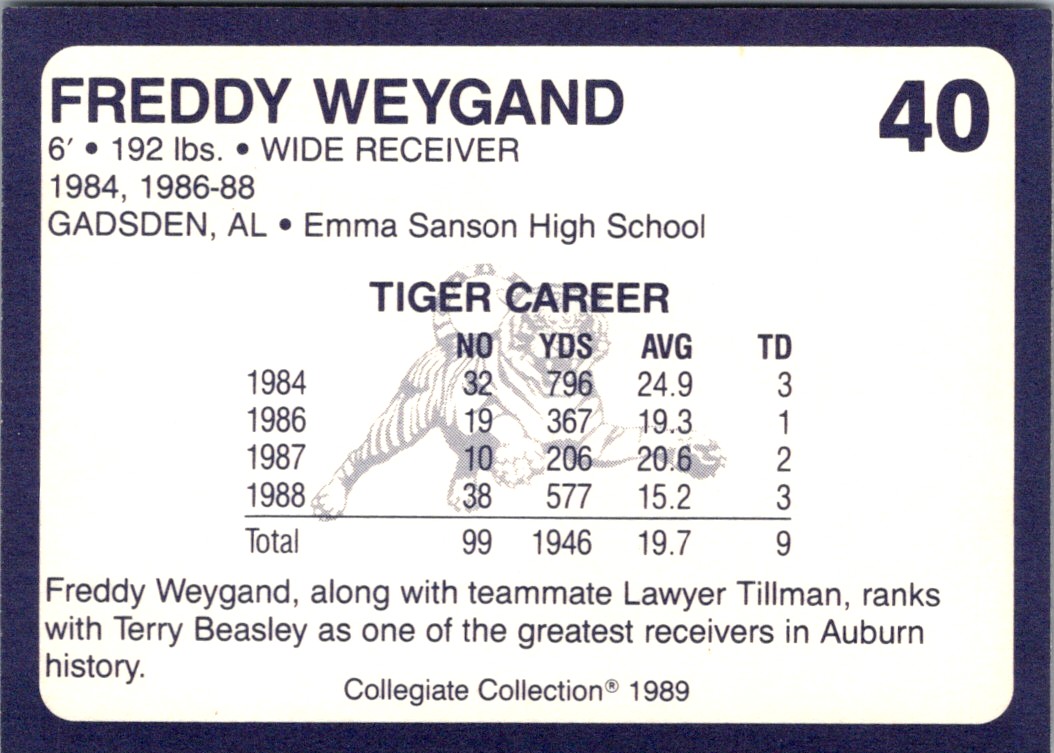 FREDDY WEYGAND 40
6′ • 192 lbs. • WIDE RECEIVER
1984, 1986-88
GADSDEN, AL • Emma Sanson High School
TIGER CAREER
NO YDS AVG TD
1984 32 796 24.9 3
1986 19 367 19.3 1
1987 10 206 20.6 2
1988 38 577 15.2 3
Total 99 1946 19.7 9
Freddy Weygand, along with teammate Lawyer Tillman, ranks
with Terry Beasley as one of the greatest receivers in Auburn
history.
Collegiate Collection® 1989